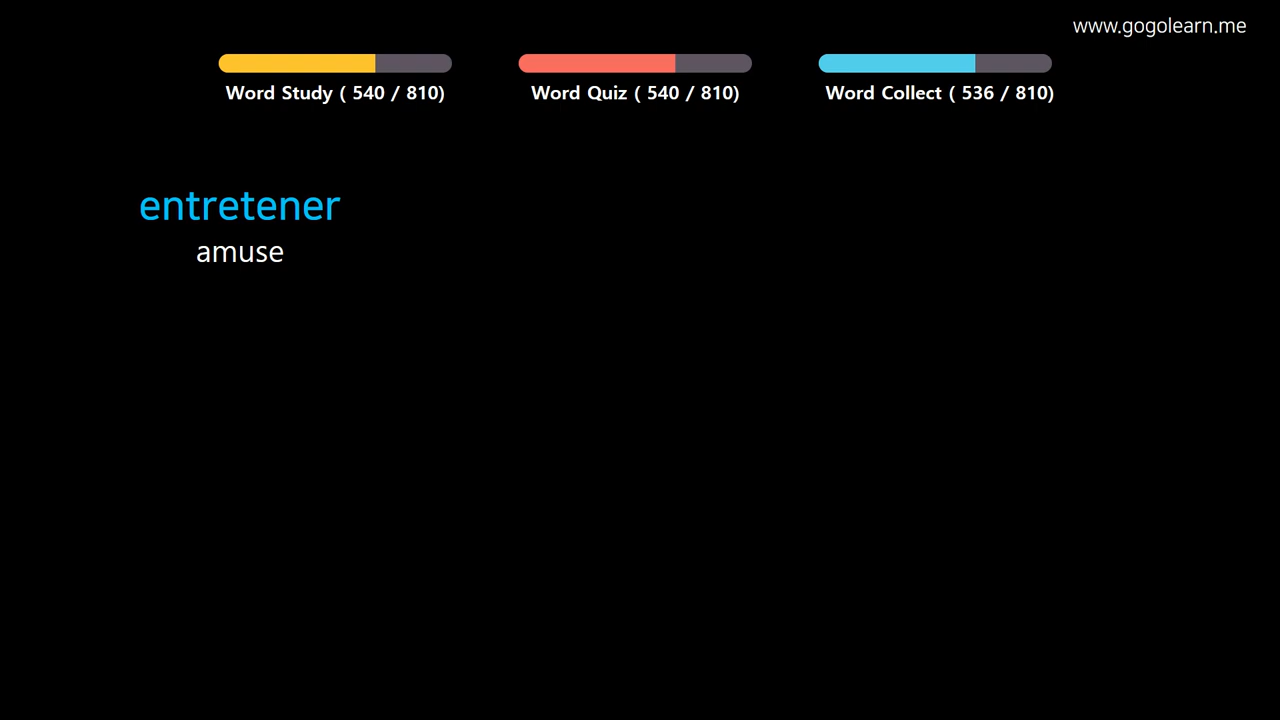 www.gogolearn.me
Word Study ( 540 / 810)
Word Quiz ( 540 / 810)
Word Collect ( 536 / 810)
entretener
amuse